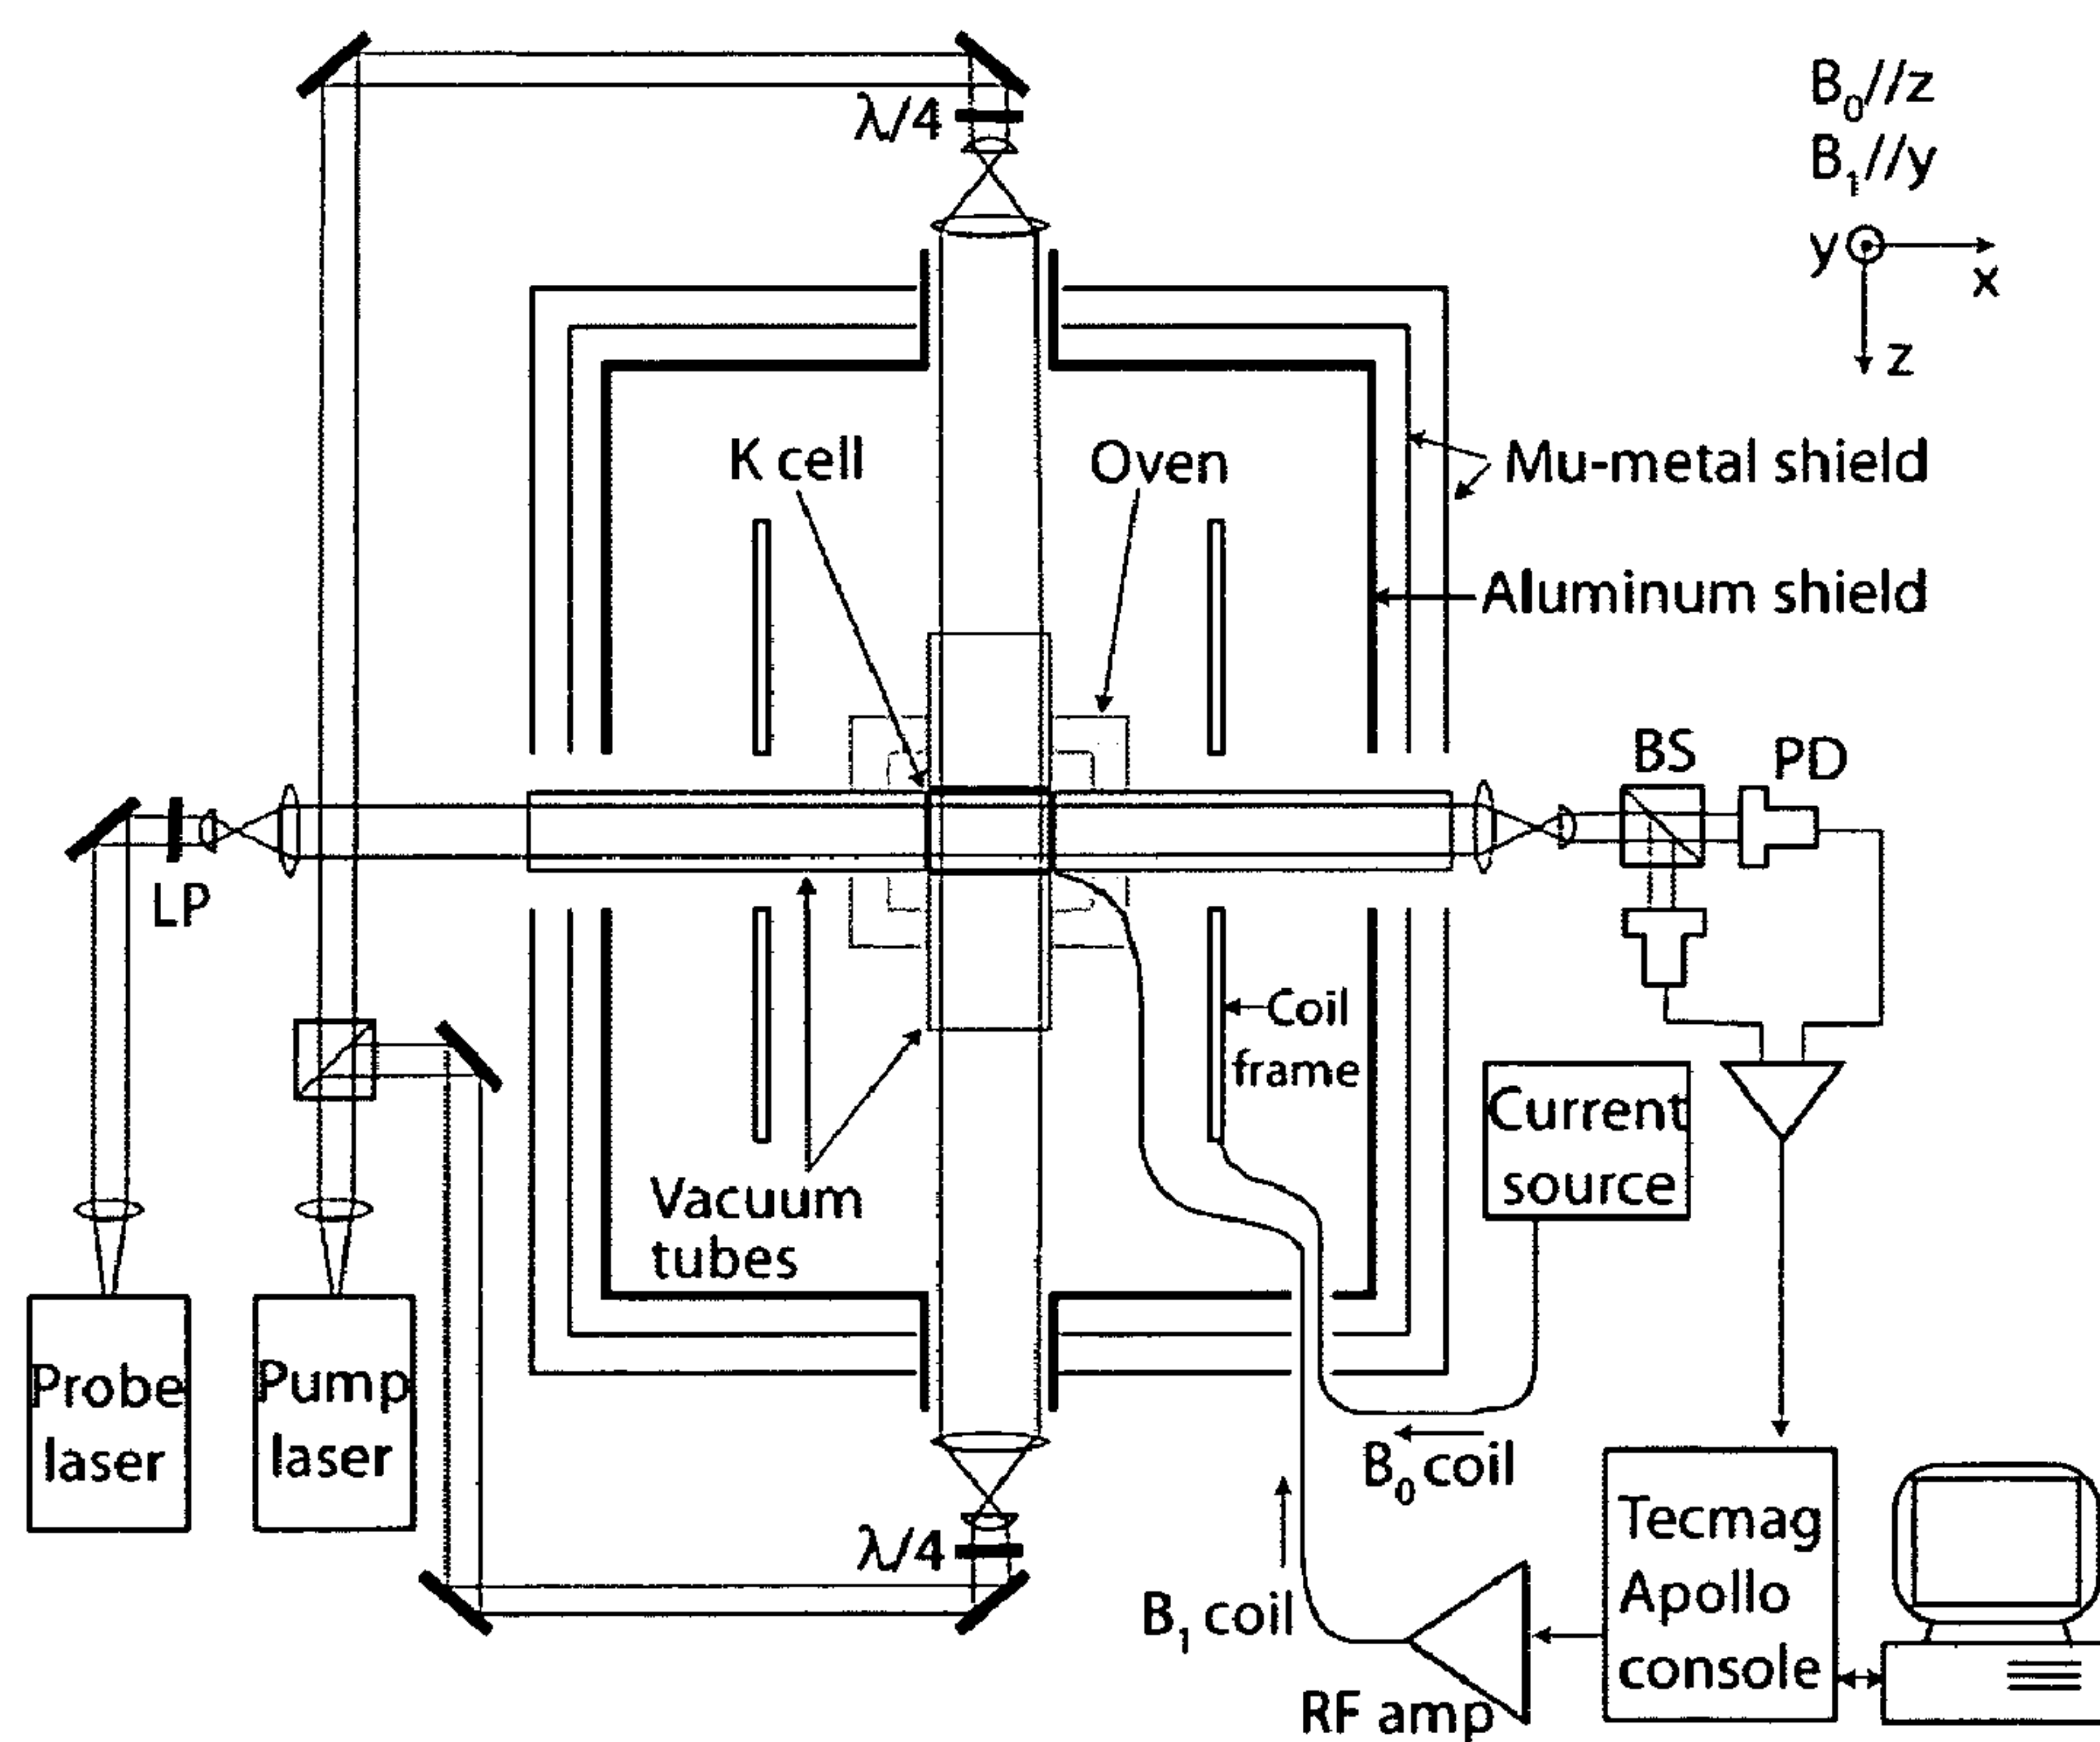 B₀//z
λ/4
B₁//y
y
x
z
K cell
Oven
Mu-metal shield
Aluminum shield
BS
PD
LP
Coil
frame
Current
source
Vacuum
tubes
Probe
laser
Pump
laser
B₀ coil
Tecmag
Apollo
console
λ/4
B₁ coil
RF amp